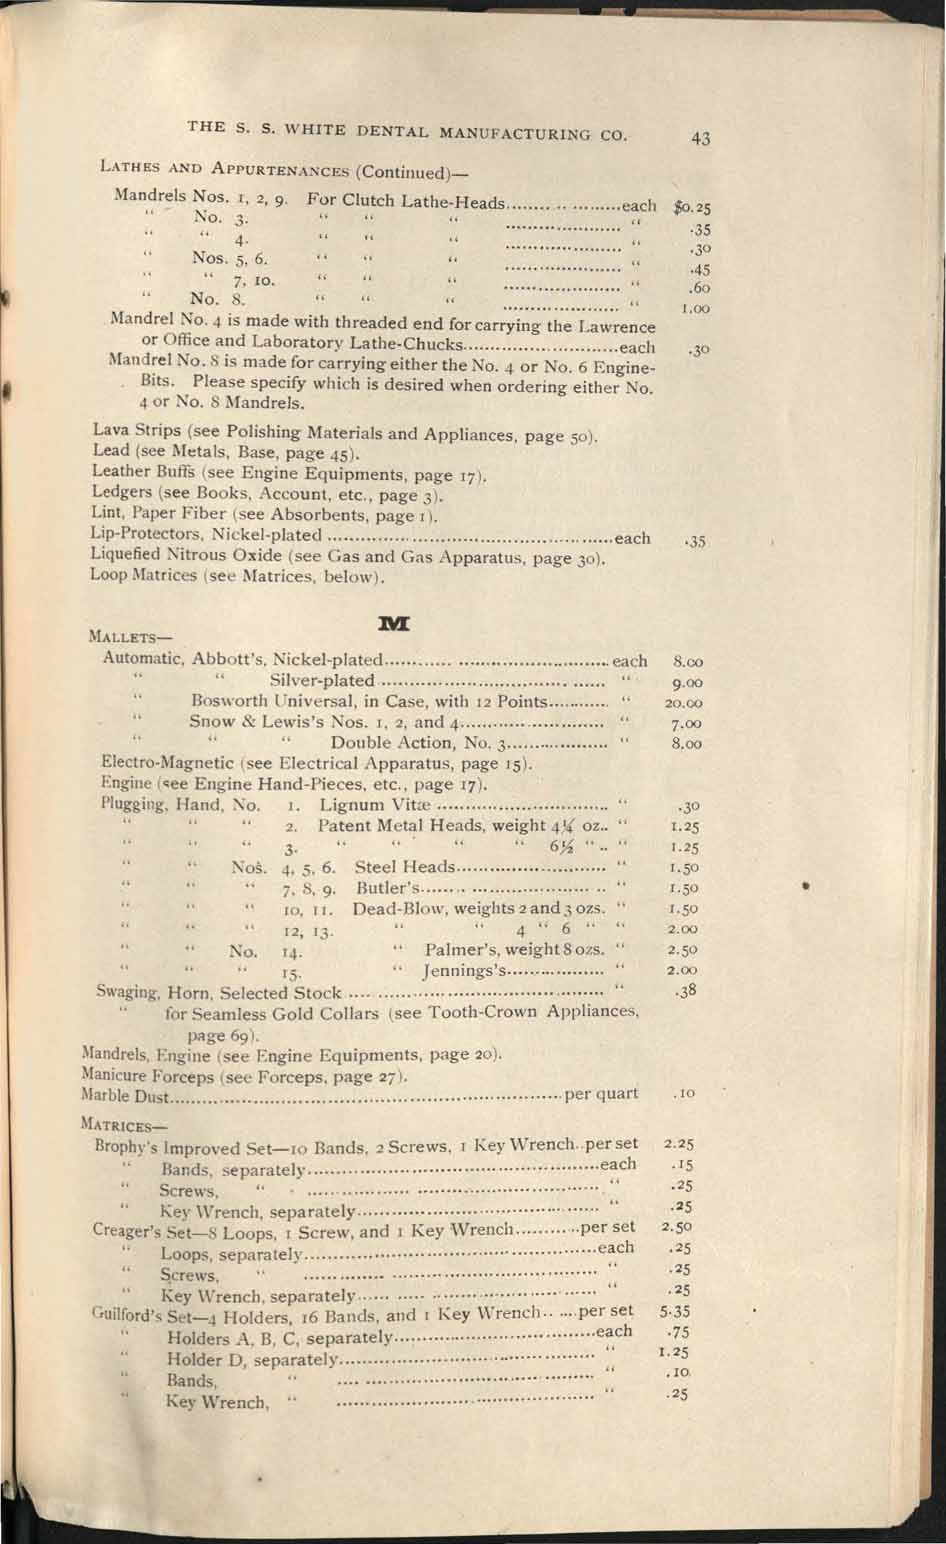 THE S. S. WHITE DENTAL MANUFACTURING CO. 43
LATHES AND APPURTENANCES (Continued)—
Mandrels Nos. 1, 2, 9. For Clutch Lathe-Heads..................each $0.25
“ No. 3. “ “ “ ...................... “ .35
“ “ 4. “ “ “ ...................... “ .30
“ Nos. 5, 6. “ “ “ ...................... “ .45
“ “ 7, 10. “ “ “ ...................... “ .60
“ No. 8. “ “ “ ...................... “ 1.00
Mandrel No. 4 is made with threaded end for carrying the Lawrence
or Office and Laboratory Lathe-Chucks............................each .30
Mandrel No. 8 is made for carrying either the No. 4 or No. 6 Engine-
Bits. Please specify which is desired when ordering either No.
4 or No. 8 Mandrels.
Lava Strips (see Polishing Materials and Appliances, page 50).
Lead (see Metals, Base, page 45).
Leather Buffs (see Engine Equipments, page 17).
Ledgers (see Books, Account, etc., page 3).
Lint, Paper Fiber (see Absorbents, page 1).
Lip-Protectors, Nickel-plated ....................................................each .35
Liquefied Nitrous Oxide (see Gas and Gas Apparatus, page 30).
Loop Matrices (see Matrices, below).
M
MALLETS—
Automatic, Abbott's, Nickel-plated........................................each 8.00
“ “ Silver-plated ........................................ “ 9.00
“ Bosworth Universal, in Case, with 12 Points........... “ 20.00
“ Snow & Lewis's Nos. 1, 2, and 4.......................... “ 7.00
“ “ “ Double Action, No. 3.................. “ 8.00
Electro-Magnetic (see Electrical Apparatus, page 15).
Engine (see Engine Hand-Pieces, etc., page 17).
Plugging, Hand, No. 1. Lignum Vitæ ............................... “ .30
“ “ “ 2. Patent Metal Heads, weight 4¼ oz.. “ 1.25
“ “ “ 3. “ “ “ “ 6½ “ .. “ 1.25
“ “ Nos. 4, 5, 6. Steel Heads........................... “ 1.50
“ “ “ 7, 8, 9. Butler's................................. “ 1.50
“ “ “ 10, 11. Dead-Blow, weights 2 and 3 ozs. “ 1.50
“ “ “ 12, 13. “ “ 4 “ 6 “ “ 2.00
“ “ No. 14. “ Palmer's, weight 8 ozs. “ 2.50
“ “ “ 15. “ Jennings's.................. “ 2.00
Swaging, Horn, Selected Stock .............................................. “ .38
“ for Seamless Gold Collars (see Tooth-Crown Appliances,
page 69).
Mandrels, Engine (see Engine Equipments, page 20).
Manicure Forceps (see Forceps, page 27).
Marble Dust......................................................................per quart .10
MATRICES—
Brophy's Improved Set—10 Bands, 2 Screws, 1 Key Wrench..per set 2.25
“ Bands, separately....................................................each .15
“ Screws, “ .................................................... “ .25
“ Key Wrench, separately........................................... “ .25
Creager's Set—8 Loops, 1 Screw, and 1 Key Wrench...........per set 2.50
“ Loops, separately....................................................each .25
“ Screws, “ .................................................... “ .25
“ Key Wrench, separately........................................... “ .25
Guilford's Set—4 Holders, 16 Bands, and 1 Key Wrench......per set 5.35
“ Holders A, B, C, separately....................................each .75
“ Holder D, separately.............................................. “ 1.25
“ Bands, “ .............................................. “ .10
“ Key Wrench, “ .............................................. “ .25